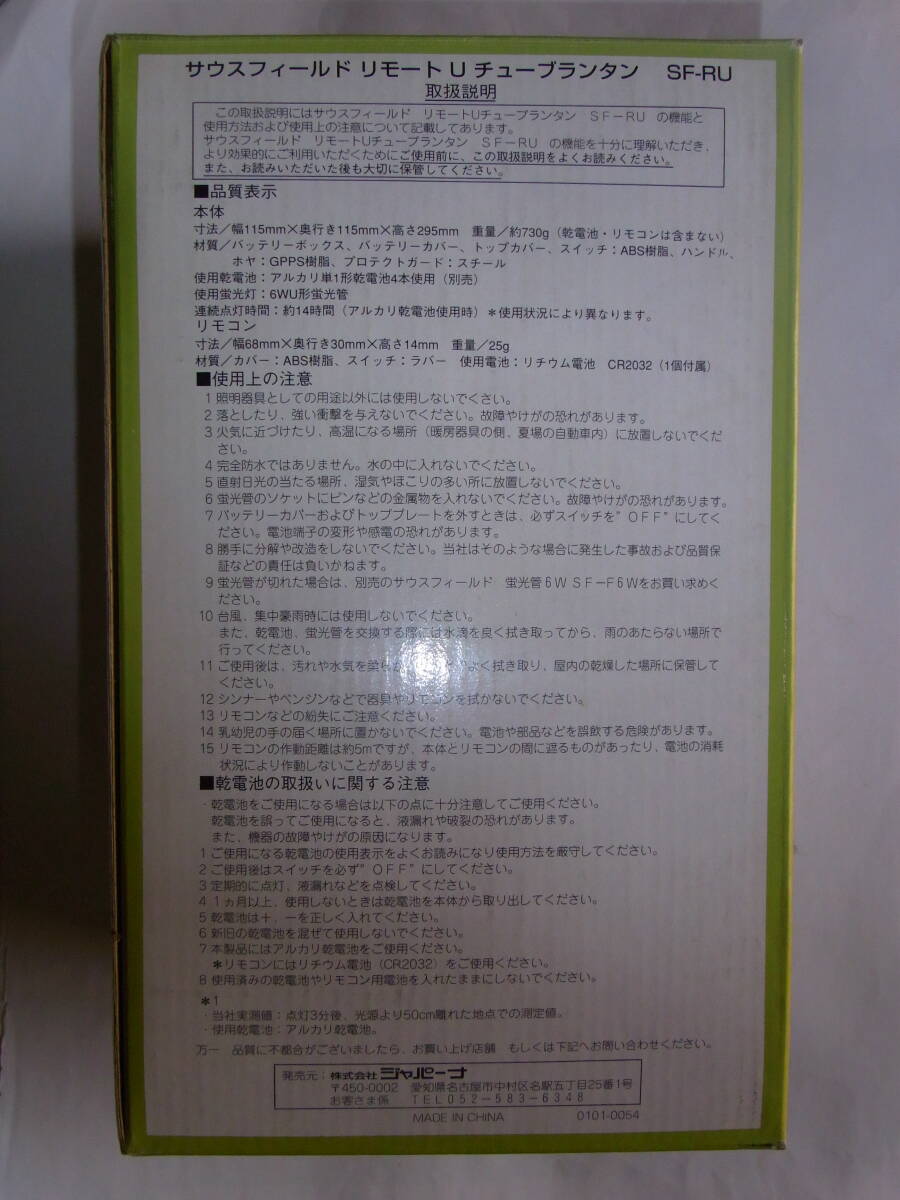 サウスフィールド リモート U チューブランタン SF-RU
取扱説明
この取扱説明にはサウスフィールド リモートUチューブランタン SF-RU の機能と
使用方法および使用上の注意について記載してあります。
サウスフィールド リモートUチューブランタン SF-RU の機能を十分に理解いただき、
より効果的にご利用いただくためにご使用前に、この取扱説明をよくお読みください。
また、お読みいただいた後も大切に保管してください。
■品質表示
本体
寸法/幅115mm×奥行き115mm×高さ295mm 重量/約730g(乾電池・リモコンは含まない)
材質/バッテリーボックス、バッテリーカバー、トップカバー、スイッチ:ABS樹脂、ハンドル、
ホヤ:GPPS樹脂、プロテクトガード:スチール
使用乾電池:アルカリ単1形乾電池4本使用(別売)
使用蛍光灯:6WU形蛍光管
連続点灯時間:約14時間(アルカリ乾電池使用時)*使用状況により異なります。
リモコン
寸法/幅68mm×奥行き30mm×高さ14mm 重量/25g
材質/カバー:ABS樹脂、スイッチ:ラバー 使用電池:リチウム電池 CR2032(1個付属)
■使用上の注意
1 照明器具としての用途以外には使用しないでください。
2 落としたり、強い衝撃を与えないでください。故障やけがの恐れがあります。
3 火気に近づけたり、高温になる場所(暖房器具の側、夏場の自動車内)に放置しないでくだ
さい。
4 完全防水ではありません。水の中に入れないでください。
5 直射日光の当たる場所、湿気やほこりの多い所に放置しないでください。
6 蛍光管のソケットにピンなどの金属物を入れないでください。故障やけがの恐れがあります。
7 バッテリーカバーおよびトッププレートを外すときは、必ずスイッチを"OFF"にしてく
ださい。電池端子の変形や感電の恐れがあります。
8 勝手に分解や改造をしないでください。当社はそのような場合に発生した事故および品質保
証などの責任は負いかねます。
9 蛍光管が切れた場合は、別売のサウスフィールド 蛍光管6W SF-F6Wをお買い求めく
ださい。
10 台風、集中豪雨時には使用しないでください。
また、乾電池、蛍光管を交換する際には水滴を良く拭き取ってから、雨のあたらない場所で
行ってください。
11 ご使用後は、汚れや水気を柔らか よく拭き取り、屋内の乾燥した場所に保管して
ください。
12 シンナーやベンジンなどで器具やリモコンを拭かないでください。
13 リモコンなどの紛失にご注意ください。
14 乳幼児の手の届く場所に置かないでください。電池や部品などを誤飲する危険があります。
15 リモコンの作動距離は約5mですが、本体とリモコンの間に遮るものがあったり、電池の消耗
状況により作動しないことがあります。
■乾電池の取扱いに関する注意
・乾電池をご使用になる場合は以下の点に十分注意してご使用ください。
乾電池を誤ってご使用になると、液漏れや破裂の恐れがあります。
また、機器の故障やけがの原因になります。
1 ご使用になる乾電池の使用表示をよくお読みになり使用方法を厳守してください。
2 ご使用後はスイッチを必ず"OFF"にしてください。
3 定期的に点灯、液漏れなどを点検してください。
4 1ヵ月以上、使用しないときは乾電池を本体から取り出してください。
5 乾電池は+、-を正しく入れてください。
6 新旧の乾電池を混ぜて使用しないでください。
7 本製品にはアルカリ乾電池をご使用ください。
*リモコンにはリチウム電池(CR2032)をご使用ください。
8 使用済みの乾電池やリモコン用電池を入れたままにしないでください。
*1
・当社実測値:点灯3分後、光源より50cm離れた地点での測定値。
・使用乾電池:アルカリ乾電池。
万一 品質に不都合がございましたら、お買い上げ店舗 もしくは下記へお問い合わせください。
発売元:株式会社 ジャパーナ
〒450-0002 愛知県名古屋市中村区名駅五丁目25番1号
お客さま係 TEL052-583-6348
MADE IN CHINA 0101-0054